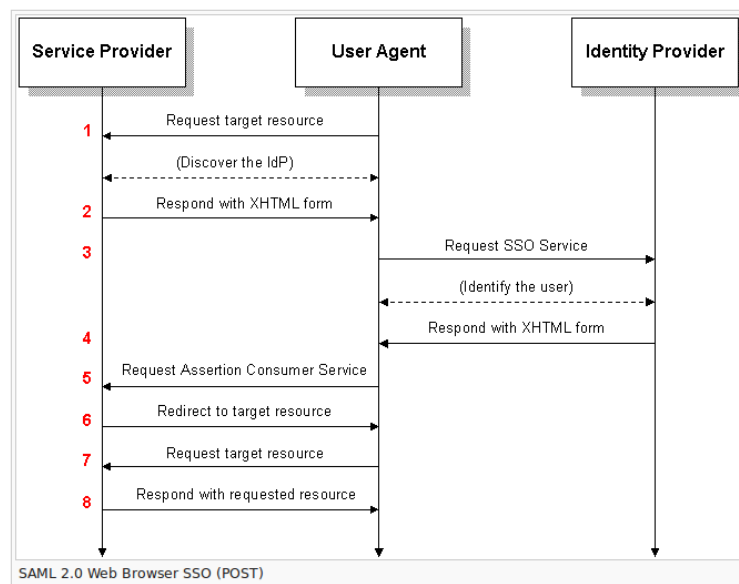 Service Provider
User Agent
Identity Provider
1
Request target resource
(Discover the IdP)
2
Respond with XHTML form
3
Request SSO Service
(Identify the user)
4
Respond with XHTML form
5
Request Assertion Consumer Service
6
Redirect to target resource
7
Request target resource
8
Respond with requested resource
SAML 2.0 Web Browser SSO (POST)